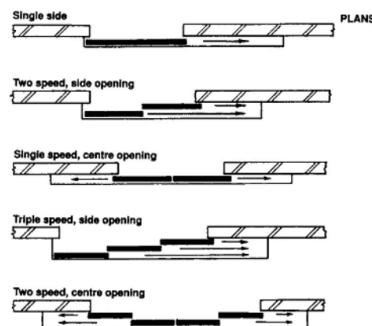 Single side
PLANS
Two speed, side opening
Single speed, centre opening
Triple speed, side opening
Two speed, centre opening